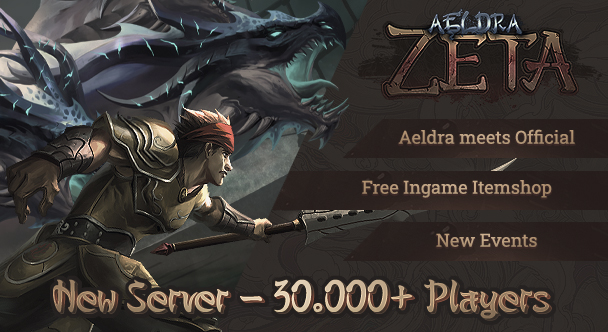 AELDRA
ZETA
Aeldra meets Official
Free Ingame Itemshop
New Events
New Server – 30.000+ Players